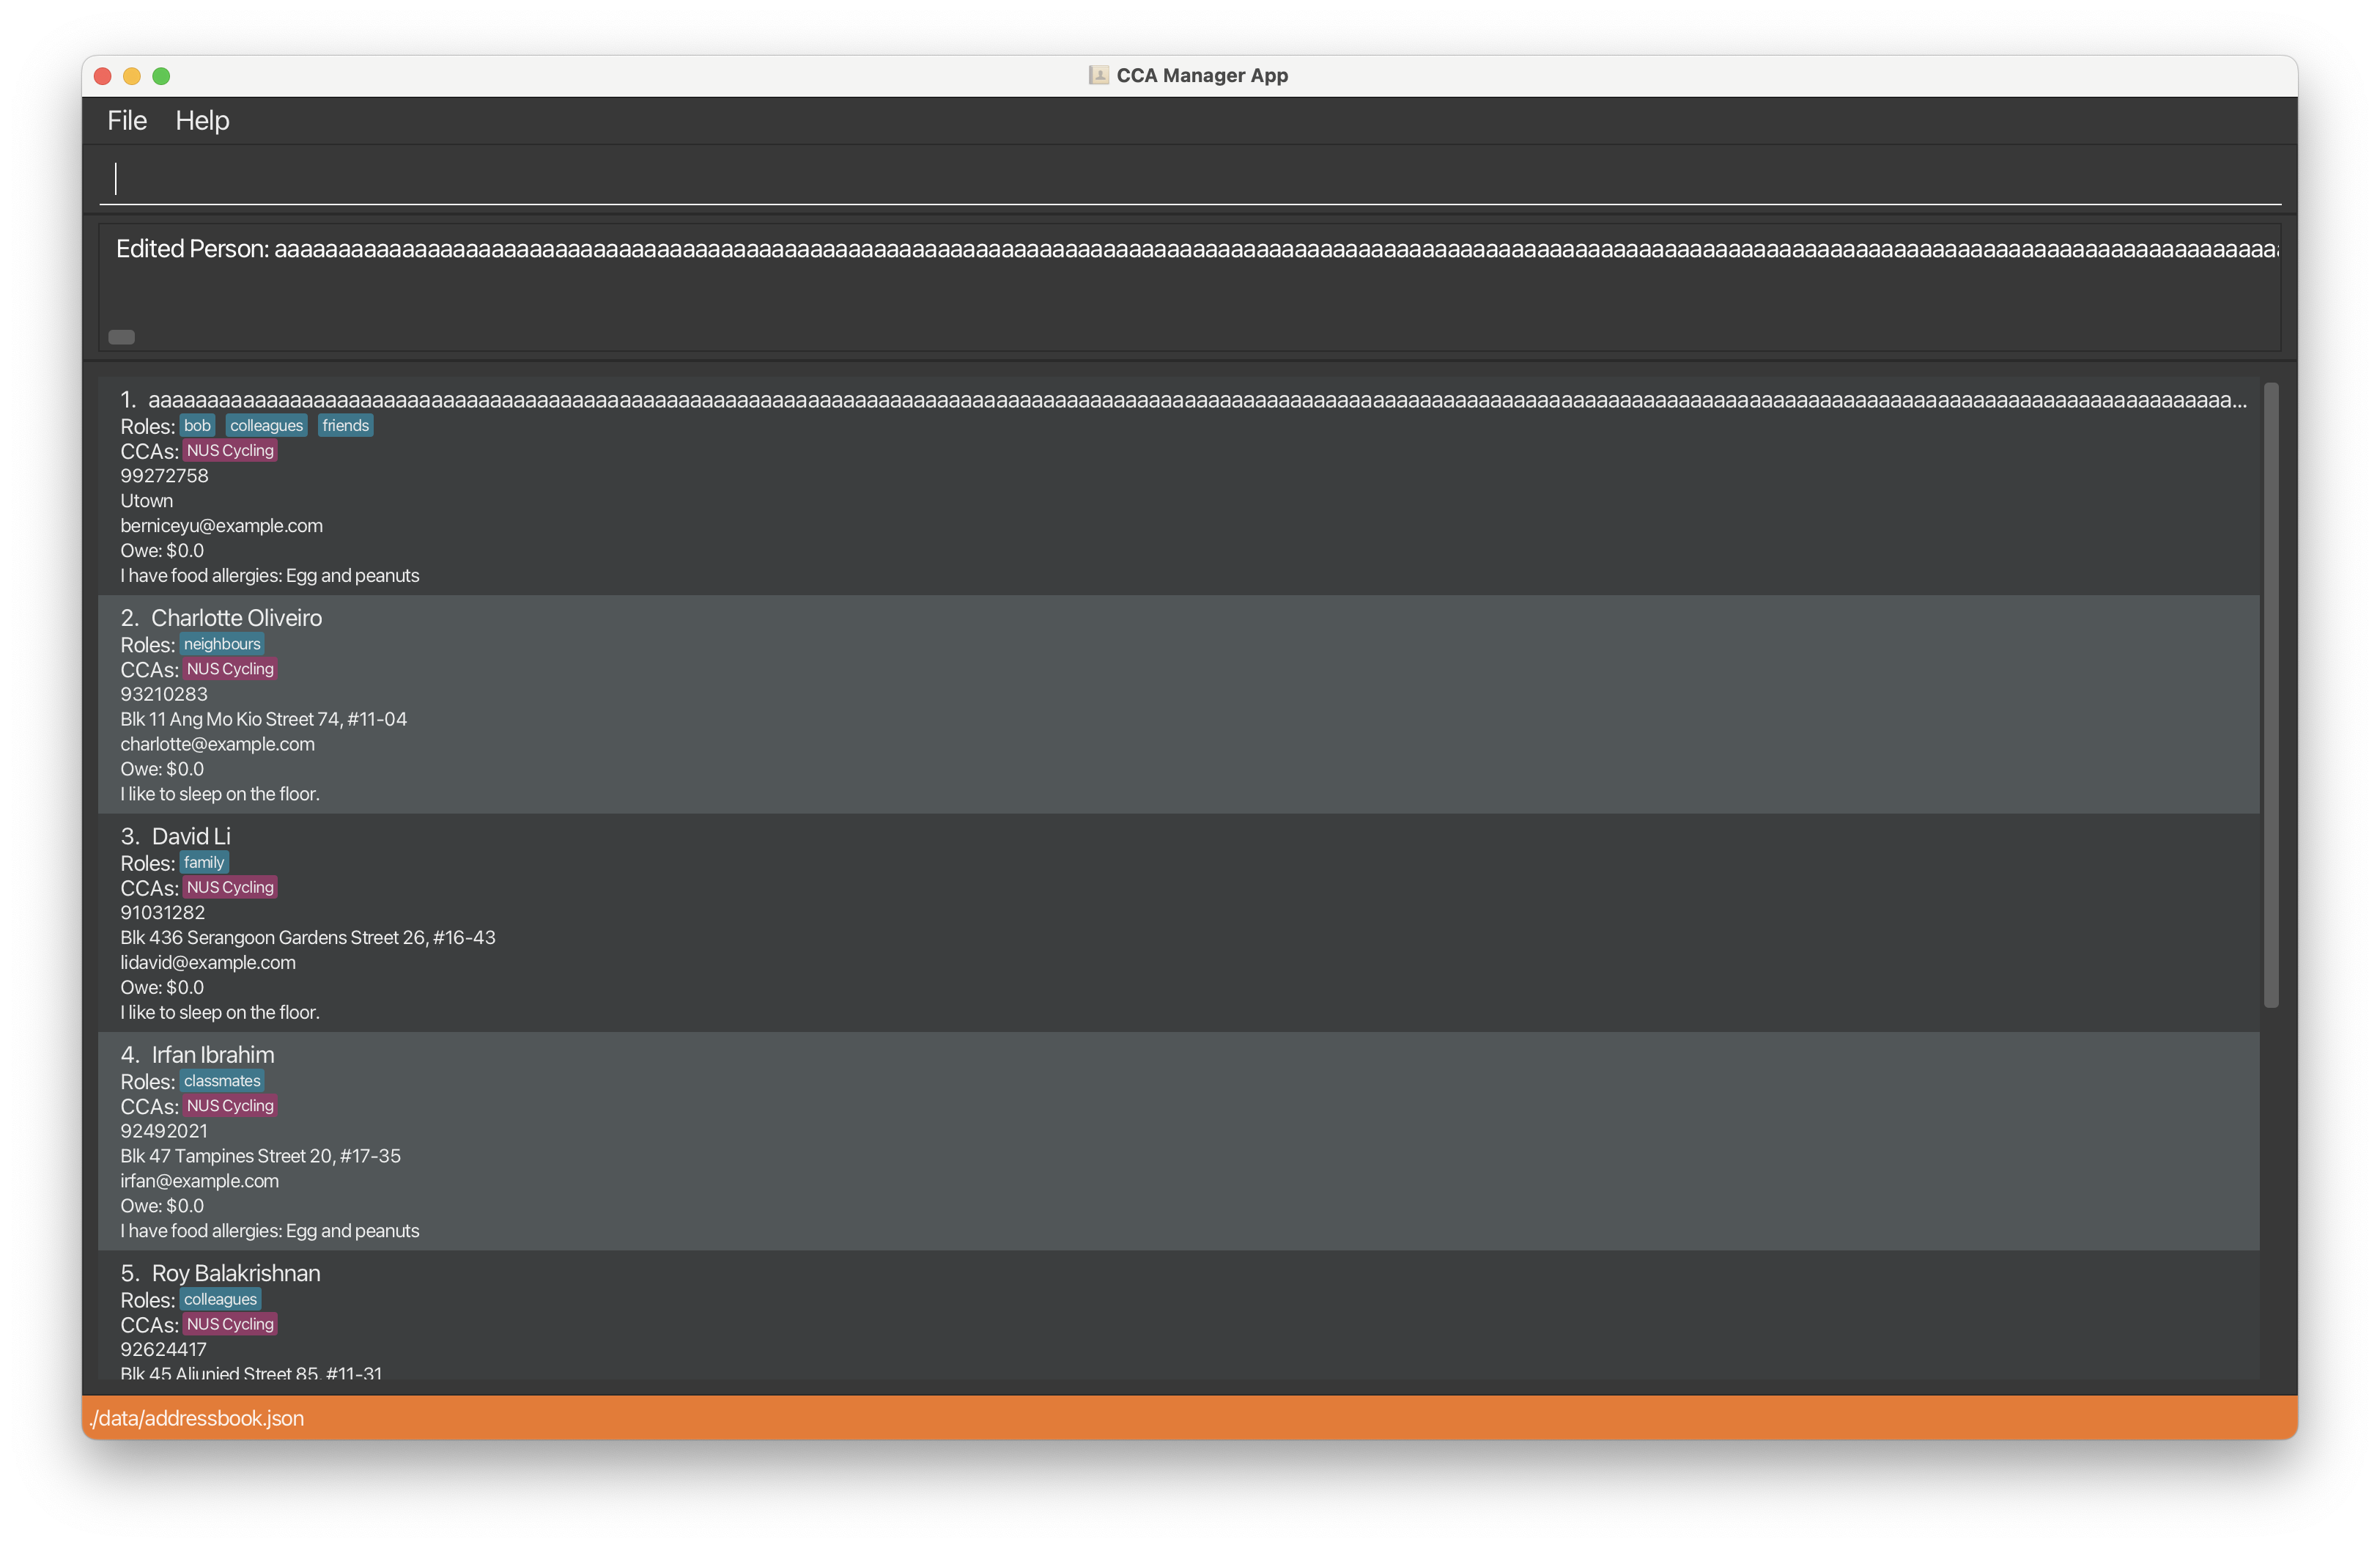 CCA Manager App
File Help
Edited Person: aaaaaaaaaaaaaaaaaaaaaaaaaaaaaaaaaaaaaaaaaaaaaaaaaaaaaaaaaaaaaaaaaaaaaaaaaaaaaaaaaaaaaaaaaaaaaaaaaaaaaaaaaaaaaaaaaaaaaaaaaaaaaaaaaaaaaaaaaaaaaaaaaaaaaaaaaaaaaaaa
1. aaaaaaaaaaaaaaaaaaaaaaaaaaaaaaaaaaaaaaaaaaaaaaaaaaaaaaaaaaaaaaaaaaaaaaaaaaaaaaaaaaaaaaaaaaaaaaaaaaaaaaaaaaaaaaaaaaaaaaaaaaaaaaaaaaaaaaaaaaaaaaaaaaaaaaaaaaaaaaaaaaaaaaaaaaaaaaaaa...
Roles: bob colleagues friends
CCAs: NUS Cycling
99272758
Utown
berniceyu@example.com
Owe: $0.0
I have food allergies: Egg and peanuts
2. Charlotte Oliveiro
Roles: neighbours
CCAs: NUS Cycling
93210283
Blk 11 Ang Mo Kio Street 74, #11-04
charlotte@example.com
Owe: $0.0
I like to sleep on the floor.
3. David Li
Roles: family
CCAs: NUS Cycling
91031282
Blk 436 Serangoon Gardens Street 26, #16-43
lidavid@example.com
Owe: $0.0
I like to sleep on the floor.
4. Irfan Ibrahim
Roles: classmates
CCAs: NUS Cycling
92492021
Blk 47 Tampines Street 20, #17-35
irfan@example.com
Owe: $0.0
I have food allergies: Egg and peanuts
5. Roy Balakrishnan
Roles: colleagues
CCAs: NUS Cycling
92624417
Blk 45 Aljunied Street 85, #11-31
./data/addressbook.json